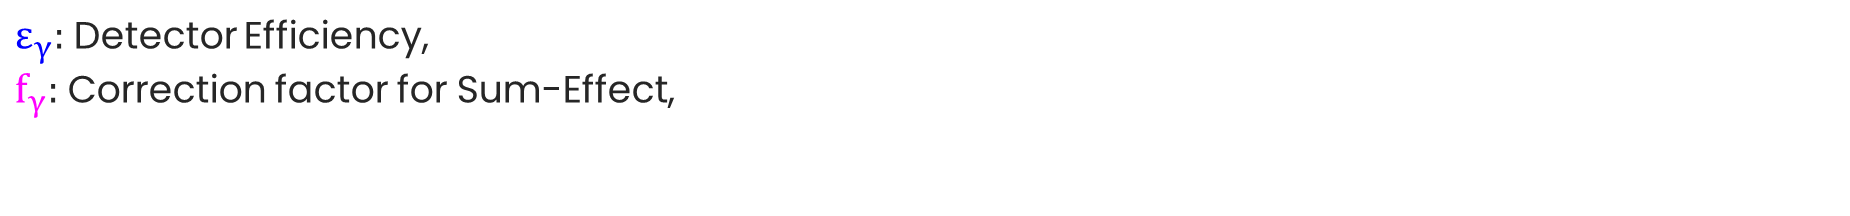 εγ: Detector Efficiency,
fγ: Correction factor for Sum-Effect,